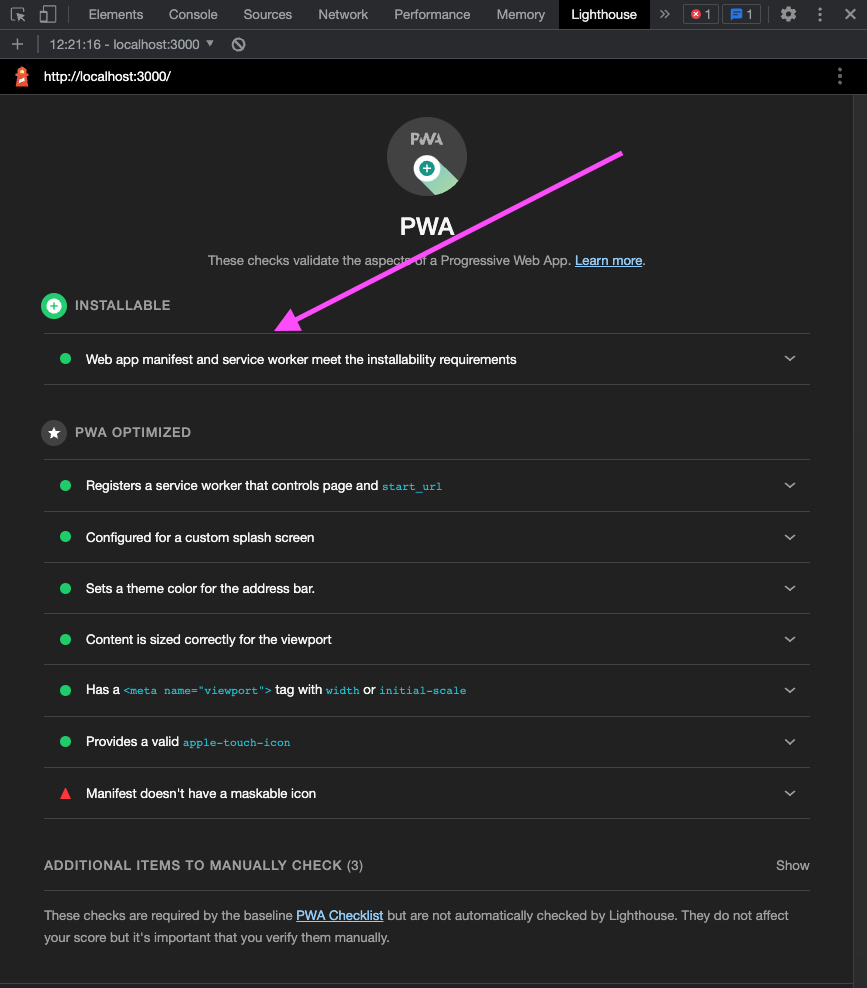 Elements Console Sources Network Performance Memory Lighthouse 1 1
12:21:16 - localhost:3000
http://localhost:3000/
PWA
PWA
These checks validate the aspects of a Progressive Web App. Learn more.
INSTALLABLE
Web app manifest and service worker meet the installability requirements
PWA OPTIMIZED
Registers a service worker that controls page and start_url
Configured for a custom splash screen
Sets a theme color for the address bar.
Content is sized correctly for the viewport
Has a <meta name="viewport"> tag with width or initial-scale
Provides a valid apple-touch-icon
Manifest doesn't have a maskable icon
ADDITIONAL ITEMS TO MANUALLY CHECK (3) Show
These checks are required by the baseline PWA Checklist but are not automatically checked by Lighthouse. They do not affect
your score but it's important that you verify them manually.